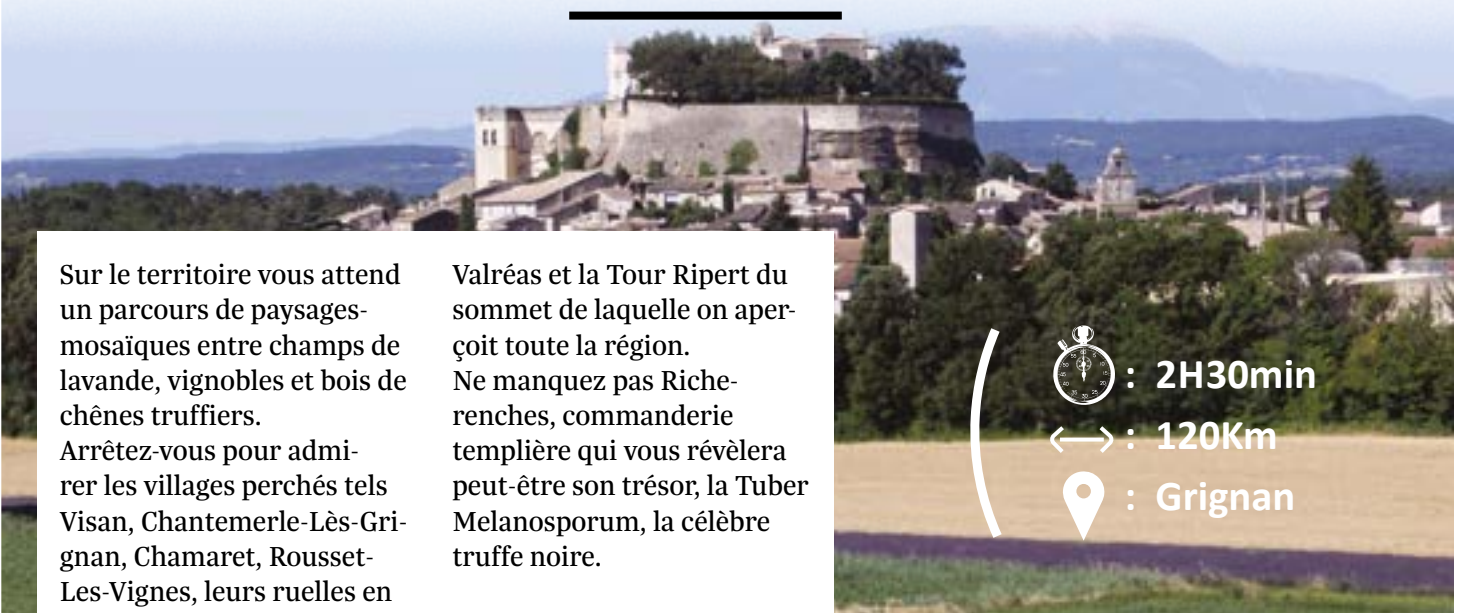 Sur le territoire vous attend
un parcours de paysages-
mosaïques entre champs de
lavande, vignobles et bois de
chênes truffiers.
Arrêtez-vous pour admi-
rer les villages perchés tels
Visan, Chantemerle-Lès-Gri-
gnan, Chamaret, Rousset-
Les-Vignes, leurs ruelles en
Valréas et la Tour Ripert du
sommet de laquelle on aper-
çoit toute la région.
Ne manquez pas Riche-
renches, commanderie
templière qui vous révèlera
peut-être son trésor, la Tuber
Melanosporum, la célèbre
truffe noire.
: 2H30min
: 120Km
: Grignan